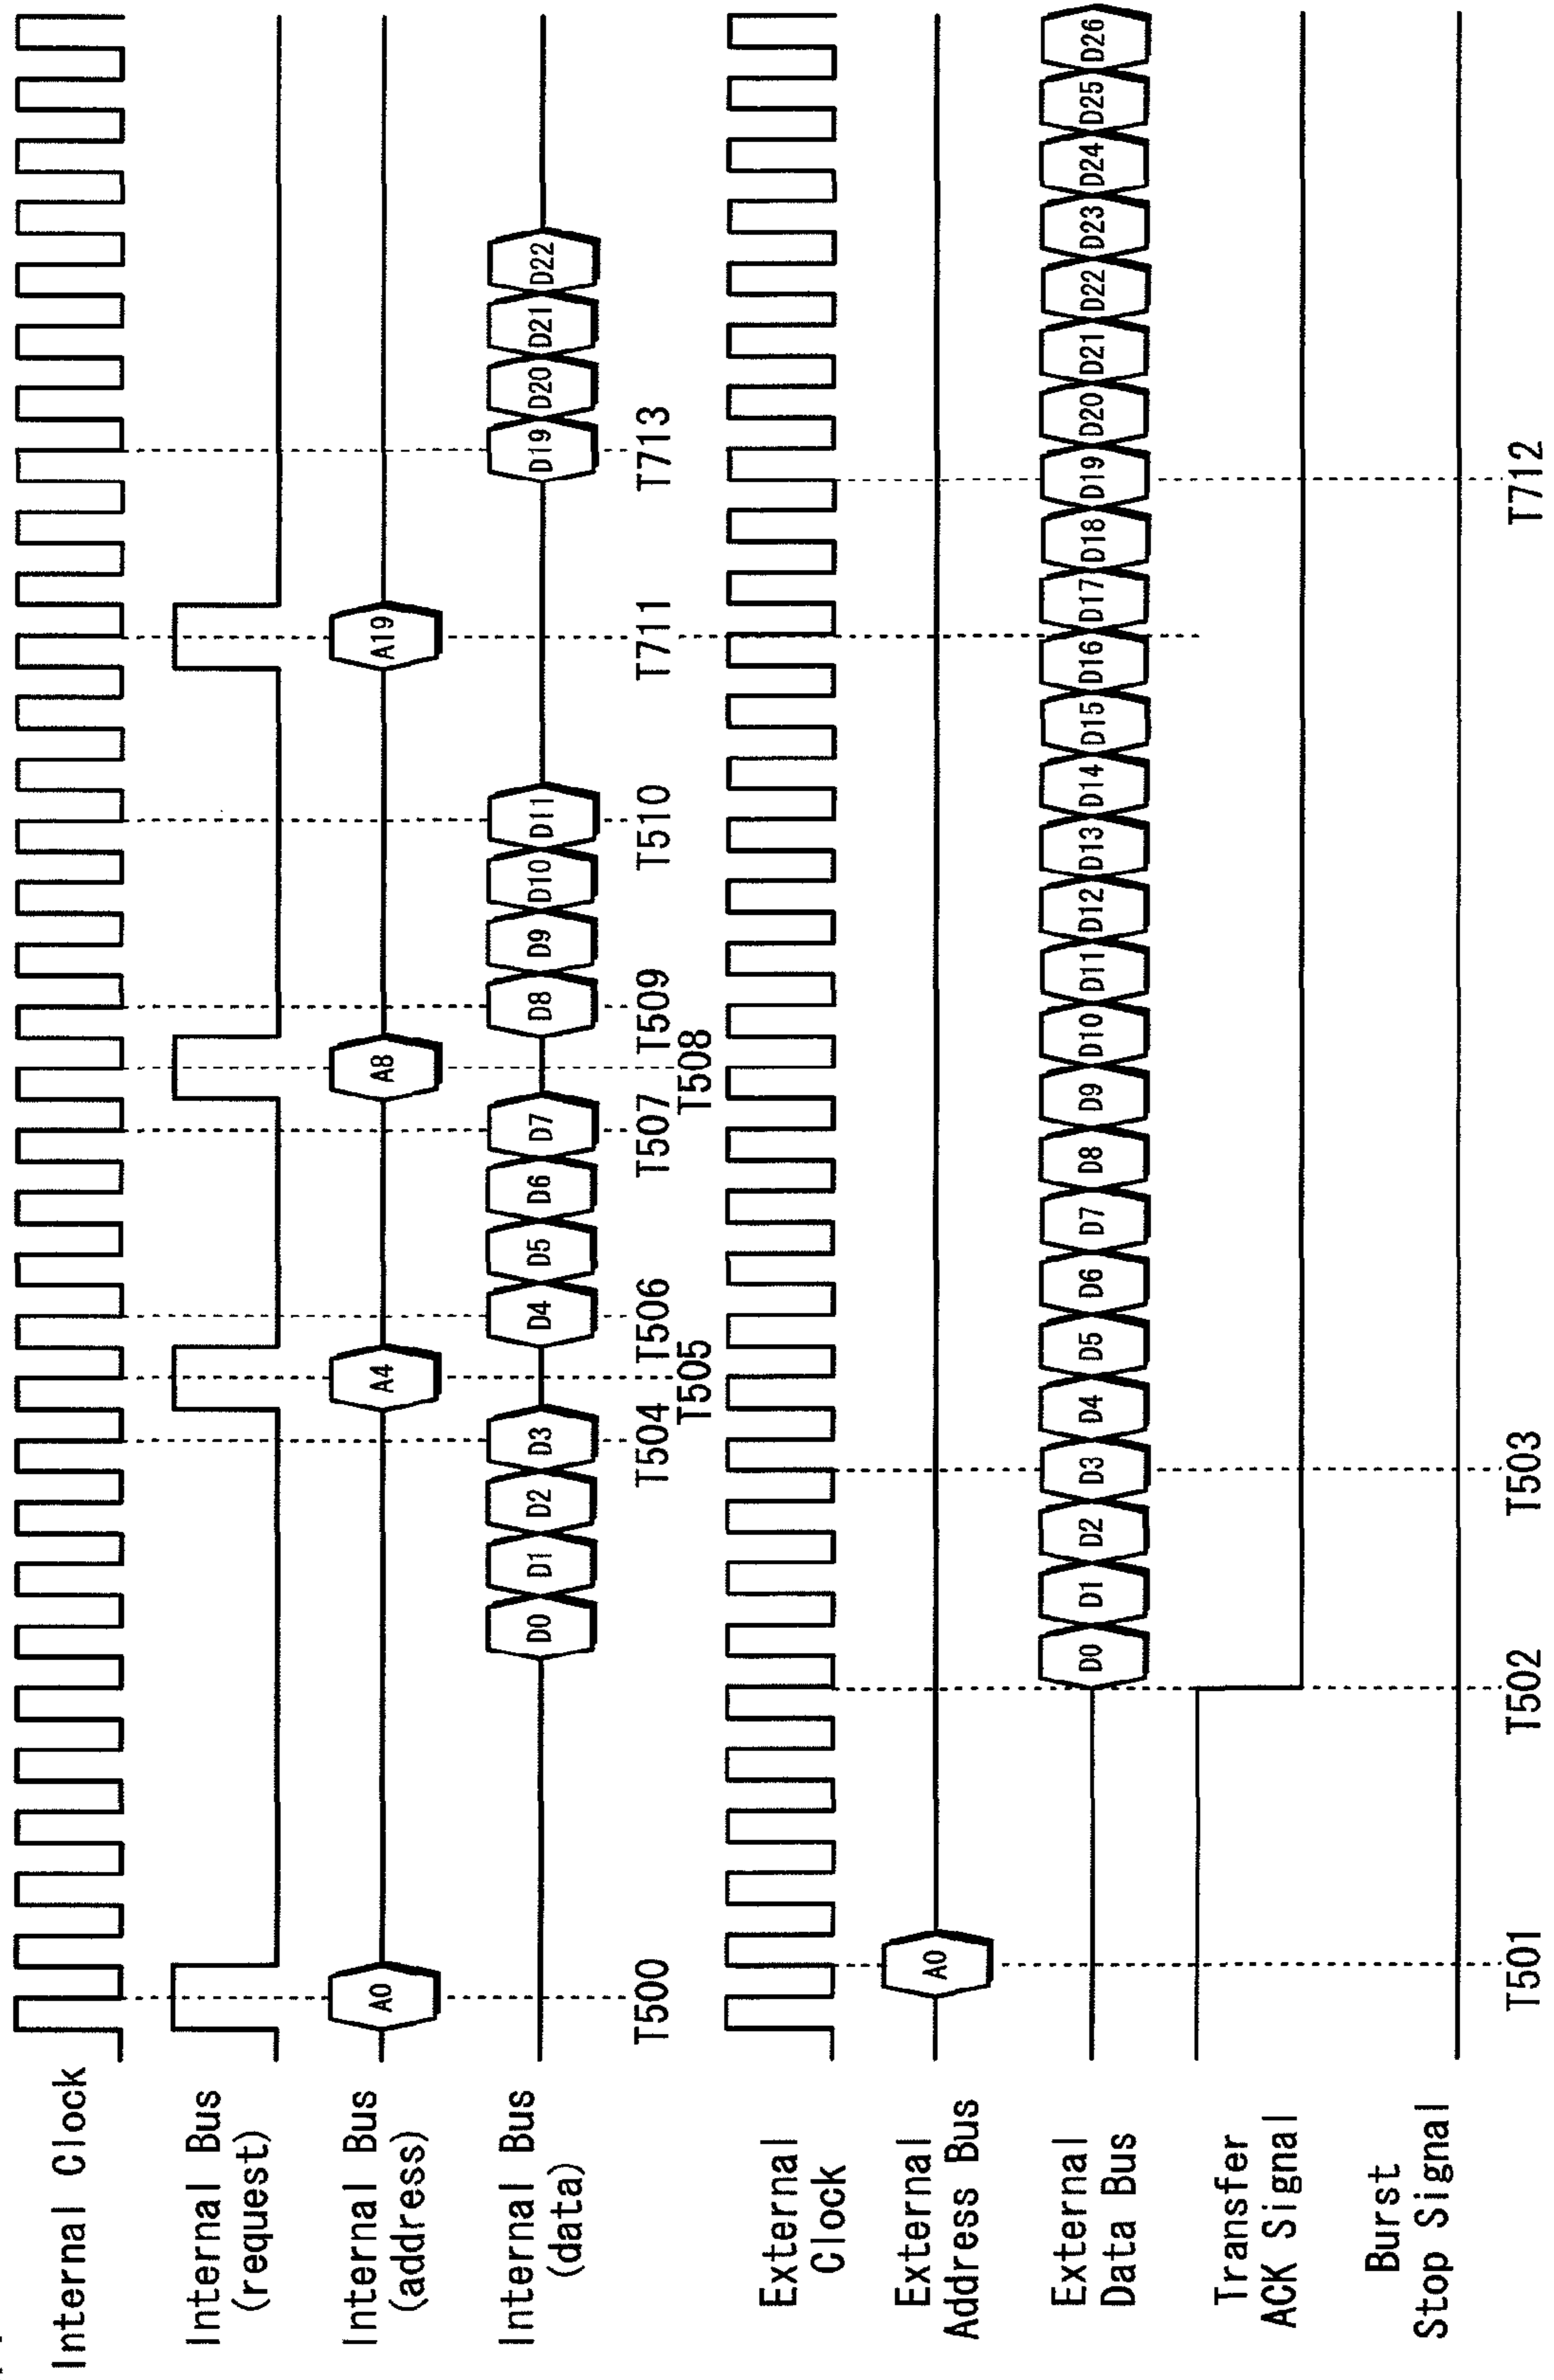 Internal Clock
Internal Bus
(request)
Internal Bus
(address)
A0
A4
A8
A19
Internal Bus
(data)
D0
D1
D2
D3
D4
D5
D6
D7
D8
D9
D10
D11
D19
D20
D21
D22
T500
T504
T506
T507
T509
T510
T711
T713
T505
T508
External
Clock
External
Address Bus
A0
External
Data Bus
D0
D1
D2
D3
D4
D5
D6
D7
D8
D9
D10
D11
D12
D13
D14
D15
D16
D17
D18
D19
D20
D21
D22
D23
D24
D25
D26
Transfer
ACK Signal
Burst
Stop Signal
T501
T502
T503
T712